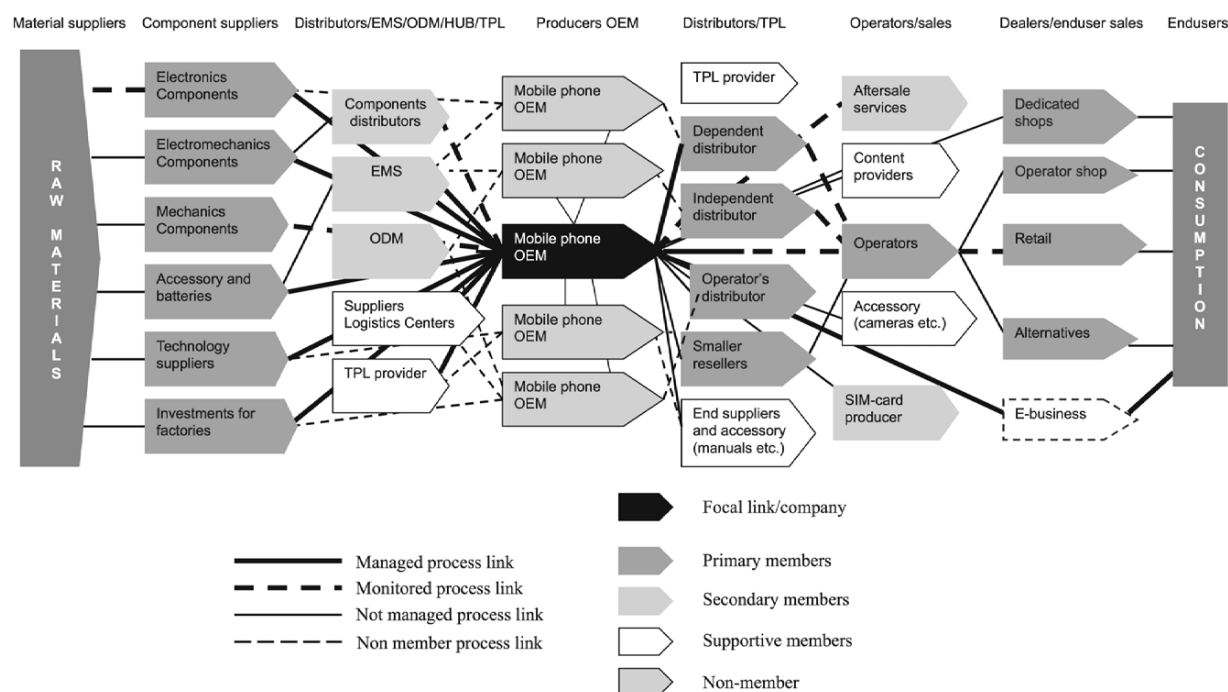 Material suppliers
Component suppliers
Distributors/EMS/ODM/HUB/TPL
Producers OEM
Distributors/TPL
Operators/sales
Dealers/enduser sales
Endusers
RAW MATERIALS
Electronics
Components
Electromechanics
Components
Mechanics
Components
Accessory and
batteries
Technology
suppliers
Investments for
factories
Components
distributors
EMS
ODM
Suppliers
Logistics Centers
TPL provider
Mobile phone
OEM
Mobile phone
OEM
Mobile phone
OEM
Mobile phone
OEM
Mobile phone
OEM
TPL provider
Dependent
distributor
Independent
distributor
Operator's
distributor
Smaller
resellers
End suppliers
and accessory
(manuals etc.)
Aftersale
services
Content
providers
Operators
Accessory
(cameras etc.)
SIM-card
producer
Dedicated
shops
Operator shop
Retail
Alternatives
E-business
CONSUMPTION
Managed process link
Monitored process link
Not managed process link
Non member process link
Focal link/company
Primary members
Secondary members
Supportive members
Non-member